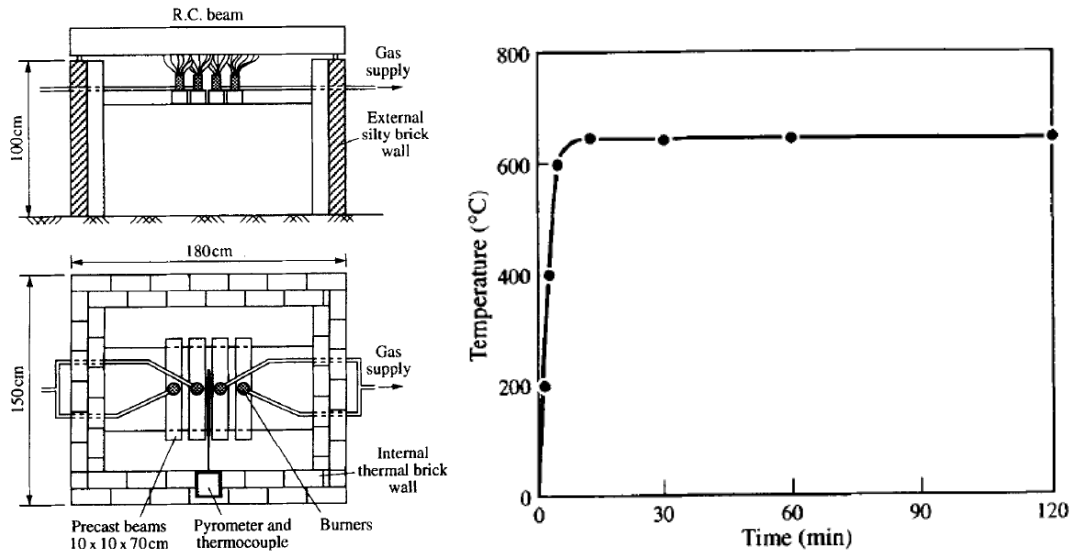 R.C. beam
Gas
supply
External
silty brick
wall
100cm
180cm
150cm
Gas
supply
Internal
thermal brick
wall
Precast beams
10 x 10 x 70cm
Pyrometer and
thermocouple
Burners
800
600
400
200
0
Temperature (°C)
0
30
60
90
120
Time (min)